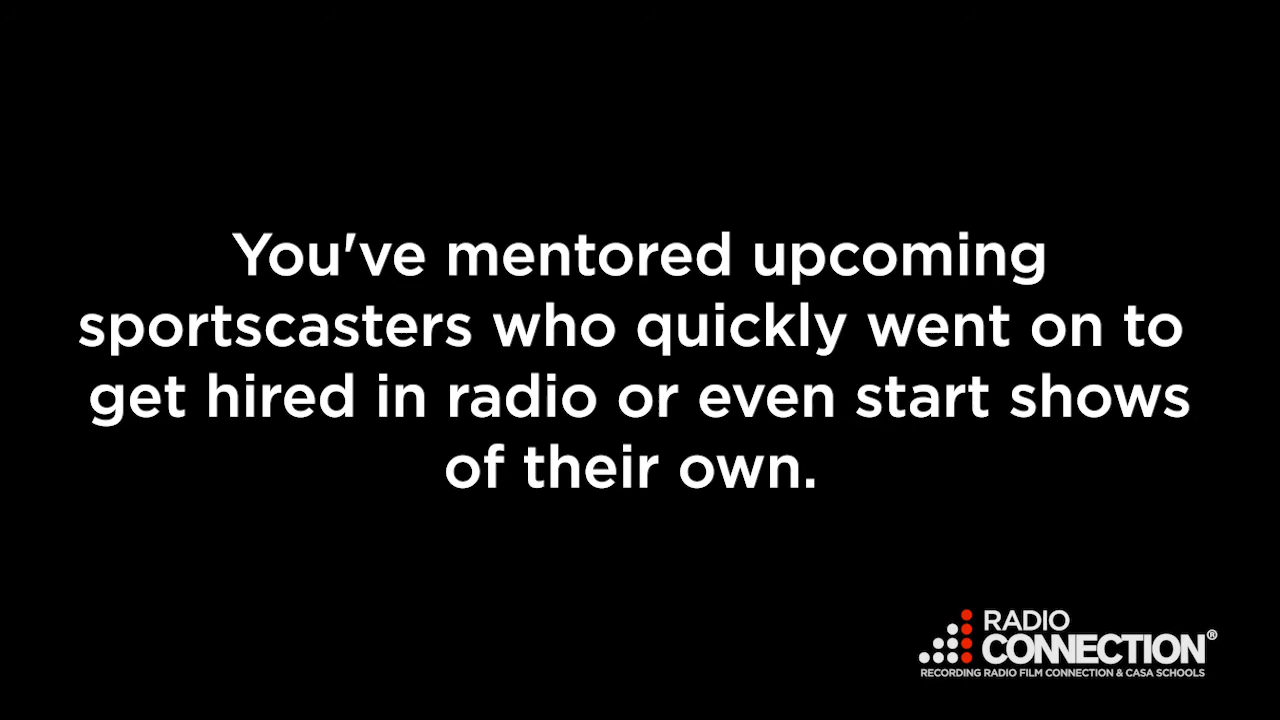 You've mentored upcoming
sportscasters who quickly went on to
get hired in radio or even start shows
of their own.
RADIO
CONNECTION®
RECORDING RADIO FILM CONNECTION & CASA SCHOOLS